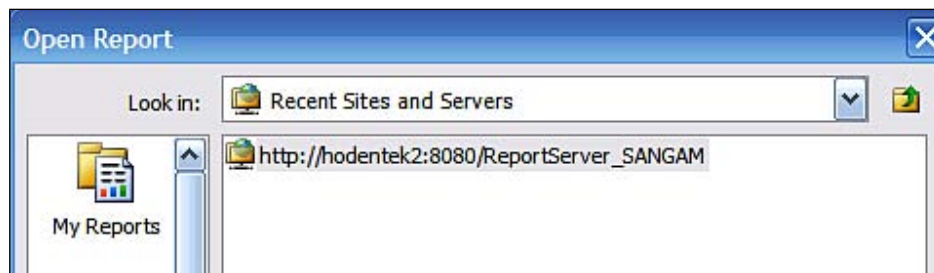 Open Report
Look in: Recent Sites and Servers
http://hodentek2:8080/ReportServer_SANGAM
My Reports